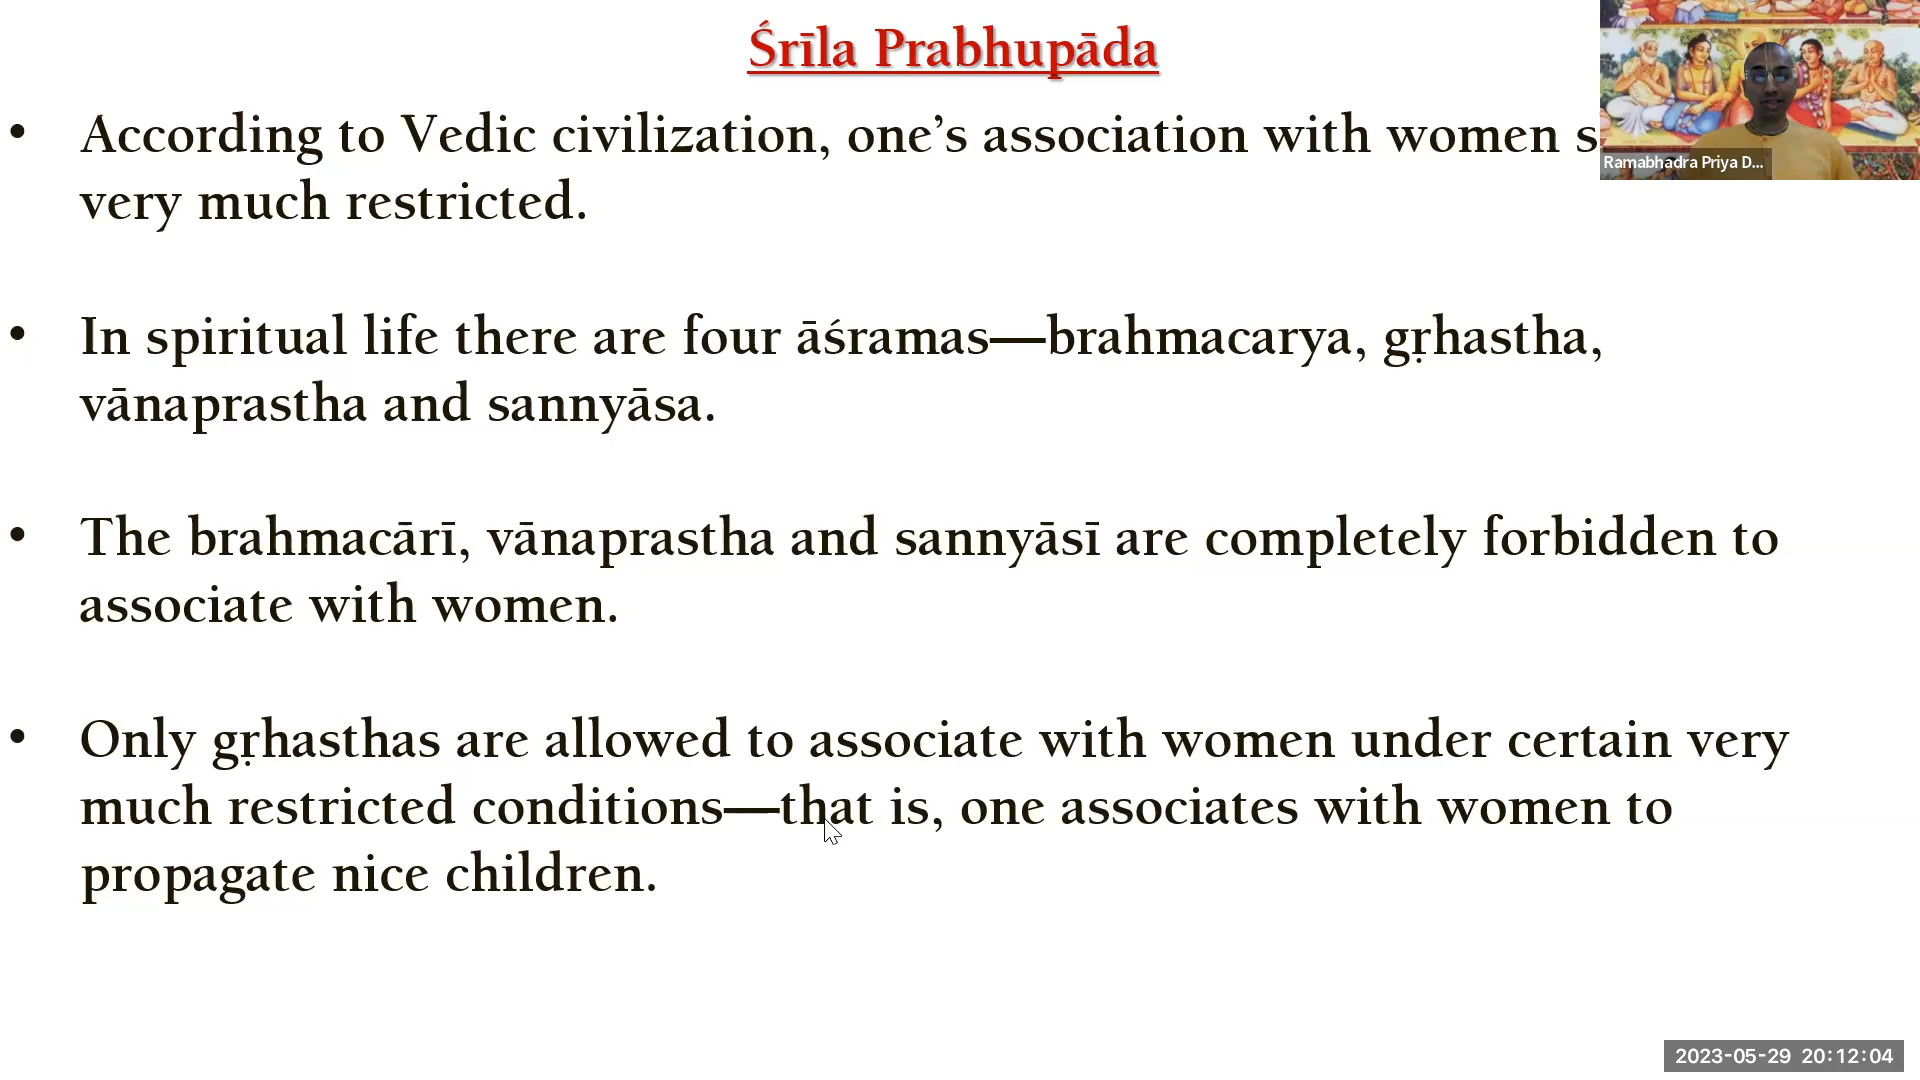 Śrīla Prabhupāda
• According to Vedic civilization, one’s association with women
very much restricted.
• In spiritual life there are four āśramas—brahmacarya, gṛhastha,
vānaprastha and sannyāsa.
• The brahmacārī, vānaprastha and sannyāsī are completely forbidden to
associate with women.
• Only gṛhasthas are allowed to associate with women under certain very
much restricted conditions—that is, one associates with women to
propagate nice children.
Ramabhadra Priya D...
2023-05-29 20:12:04